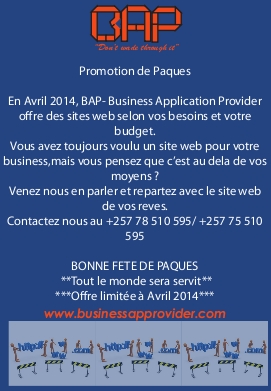 BAP
"Don't wade through it"
Promotion de Paques
En Avril 2014, BAP- Business Application Provider
offre des sites web selon vos besoins et votre
budget.
Vous avez toujours voulu un site web pour votre
business,mais vous pensez que c'est au dela de vos
moyens ?
Venez nous en parler et repartez avec le site web
de vos reves.
Contactez nous au +257 78 510 595/ +257 75 510
595
BONNE FETE DE PAQUES
**Tout le monde sera servit**
***Offre limitée à Avril 2014***
www.businessapprovider.com